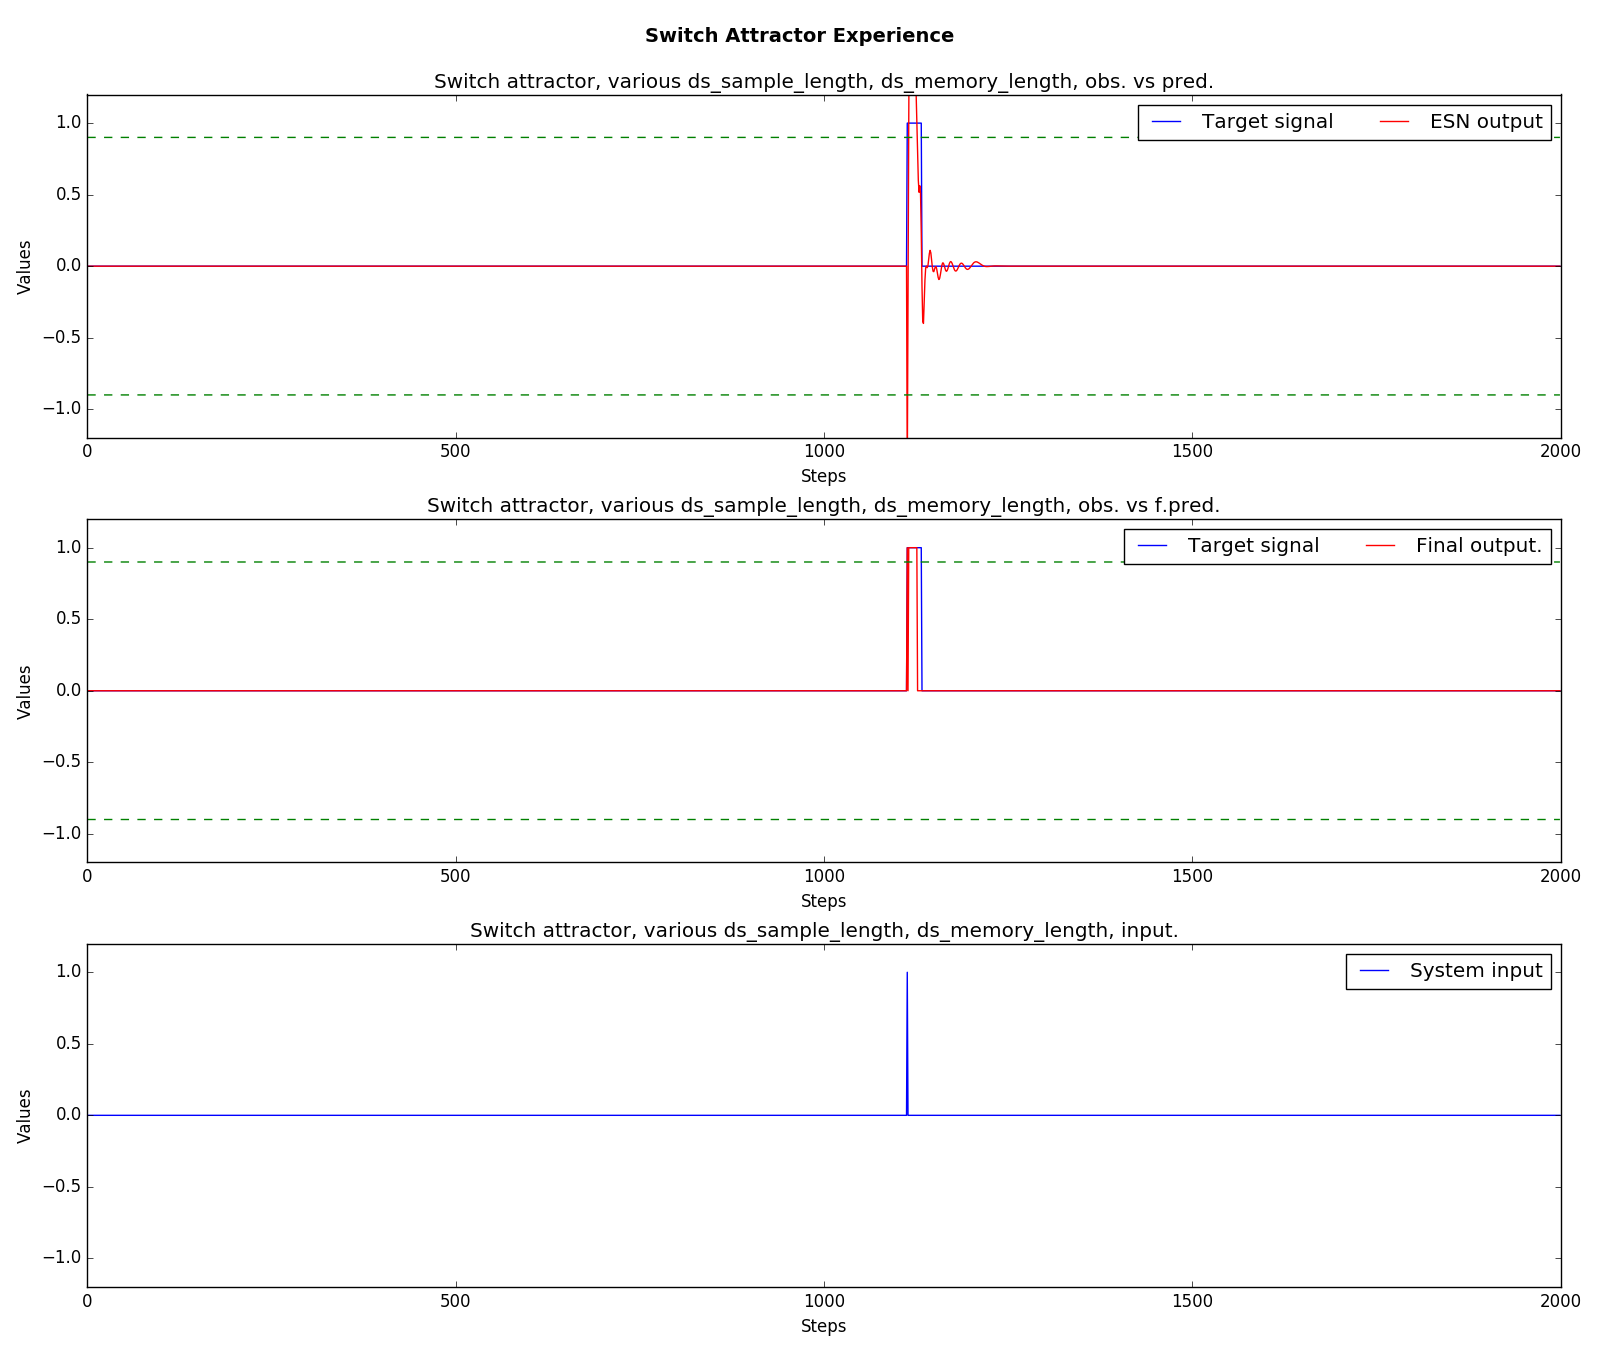 Switch Attractor Experience
Switch attractor, various ds_sample_length, ds_memory_length, obs. vs pred.
Target signal ESN output
Values
1.0
0.5
0.0
−0.5
−1.0
0 500 1000 1500 2000
Steps
Switch attractor, various ds_sample_length, ds_memory_length, obs. vs f.pred.
Target signal Final output.
Values
1.0
0.5
0.0
−0.5
−1.0
0 500 1000 1500 2000
Steps
Switch attractor, various ds_sample_length, ds_memory_length, input.
System input
Values
1.0
0.5
0.0
−0.5
−1.0
0 500 1000 1500 2000
Steps